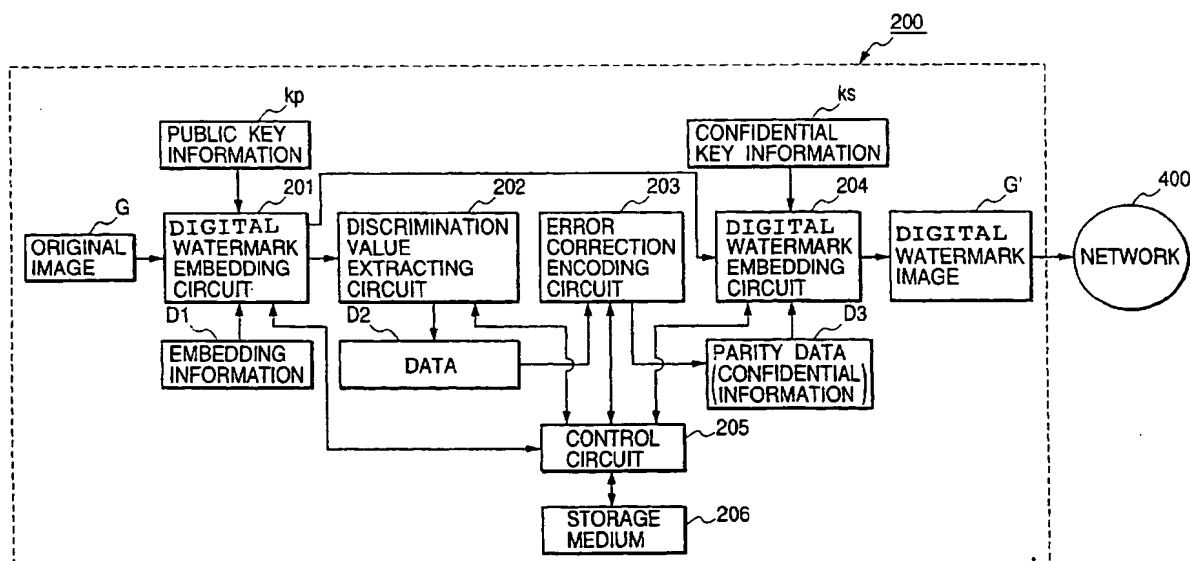 200
kp
PUBLIC KEY
INFORMATION
ks
CONFIDENTIAL
KEY INFORMATION
G
ORIGINAL
IMAGE
201
DIGITAL
WATERMARK
EMBEDDING
CIRCUIT
202
DISCRIMINATION
VALUE
EXTRACTING
CIRCUIT
203
ERROR
CORRECTION
ENCODING
CIRCUIT
204
DIGITAL
WATERMARK
EMBEDDING
CIRCUIT
G'
DIGITAL
WATERMARK
IMAGE
400
NETWORK
D1
EMBEDDING
INFORMATION
D2
DATA
D3
PARITY DATA
(CONFIDENTIAL
INFORMATION)
205
CONTROL
CIRCUIT
206
STORAGE
MEDIUM